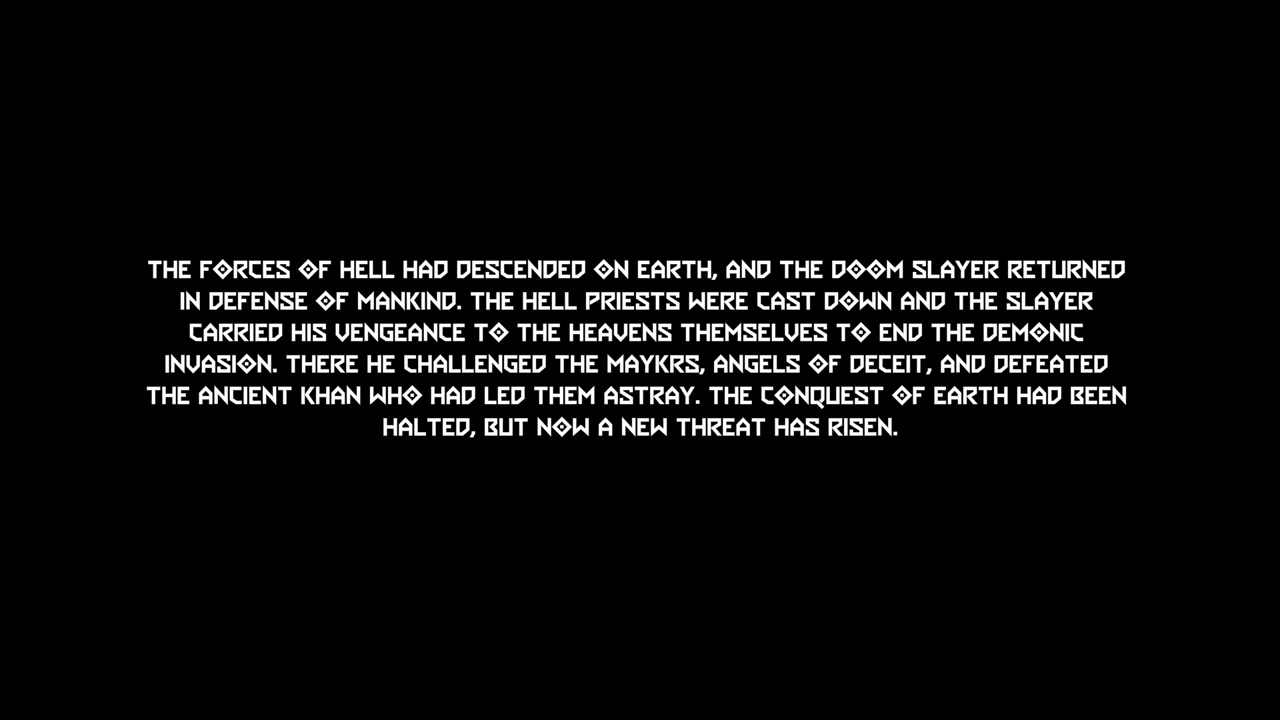 THE FORCES OF HELL HAD DESCENDED ON EARTH, AND THE DOOM SLAYER RETURNED
IN DEFENSE OF MANKIND. THE HELL PRIESTS WERE CAST DOWN AND THE SLAYER
CARRIED HIS VENGEANCE TO THE HEAVENS THEMSELVES TO END THE DEMONIC
INVASION. THERE HE CHALLENGED THE MAYKRS, ANGELS OF DECEIT, AND DEFEATED
THE ANCIENT KHAN WHO HAD LED THEM ASTRAY. THE CONQUEST OF EARTH HAD BEEN
HALTED, BUT NOW A NEW THREAT HAS RISEN.